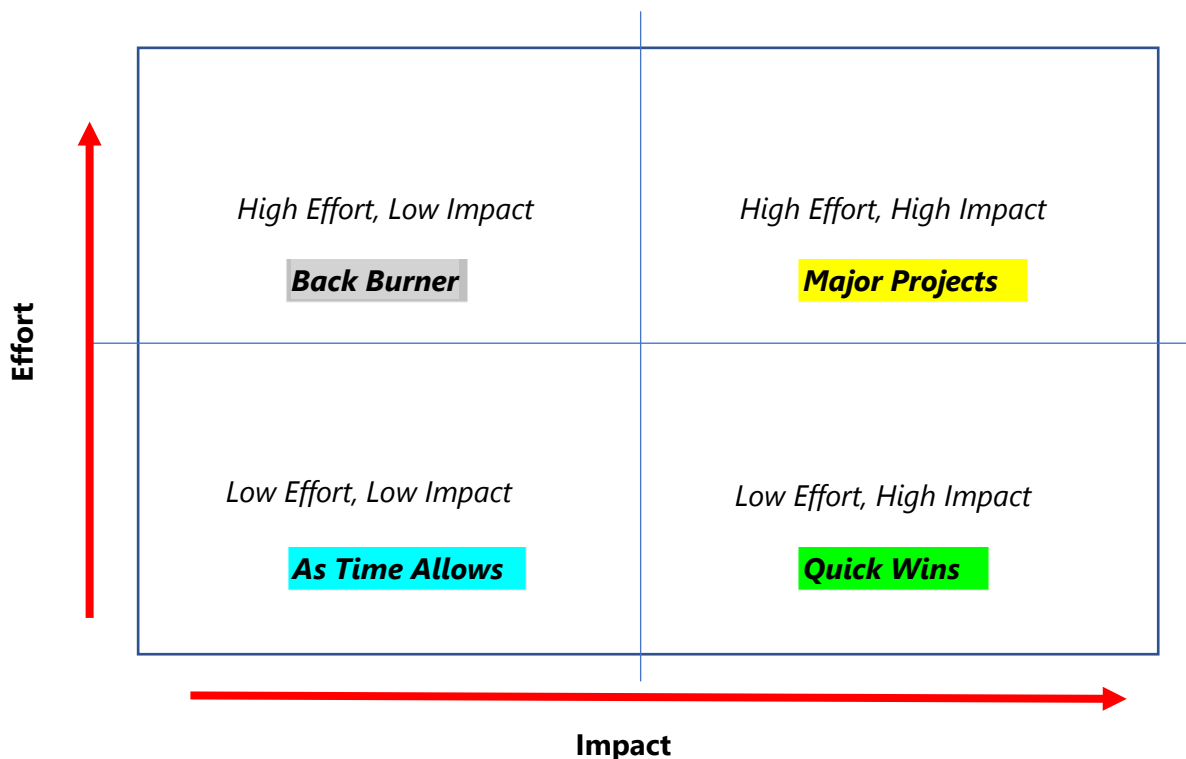 High Effort, Low Impact
Back Burner
High Effort, High Impact
Major Projects
Effort
Low Effort, Low Impact
As Time Allows
Low Effort, High Impact
Quick Wins
Impact